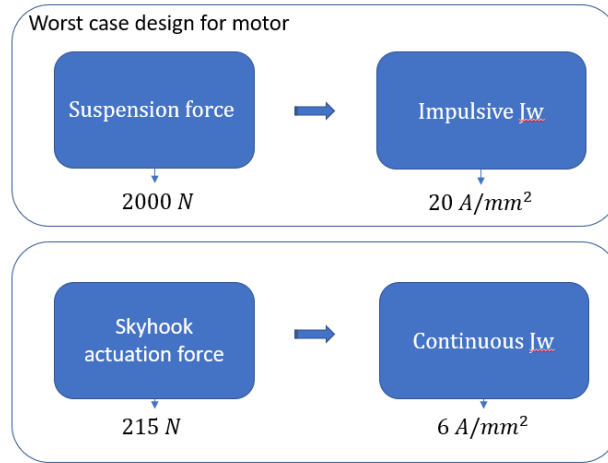 Worst case design for motor
Suspension force
Impulsive Jw
2000 N
20 A/mm²
Skyhook
actuation force
Continuous Jw
215 N
6 A/mm²